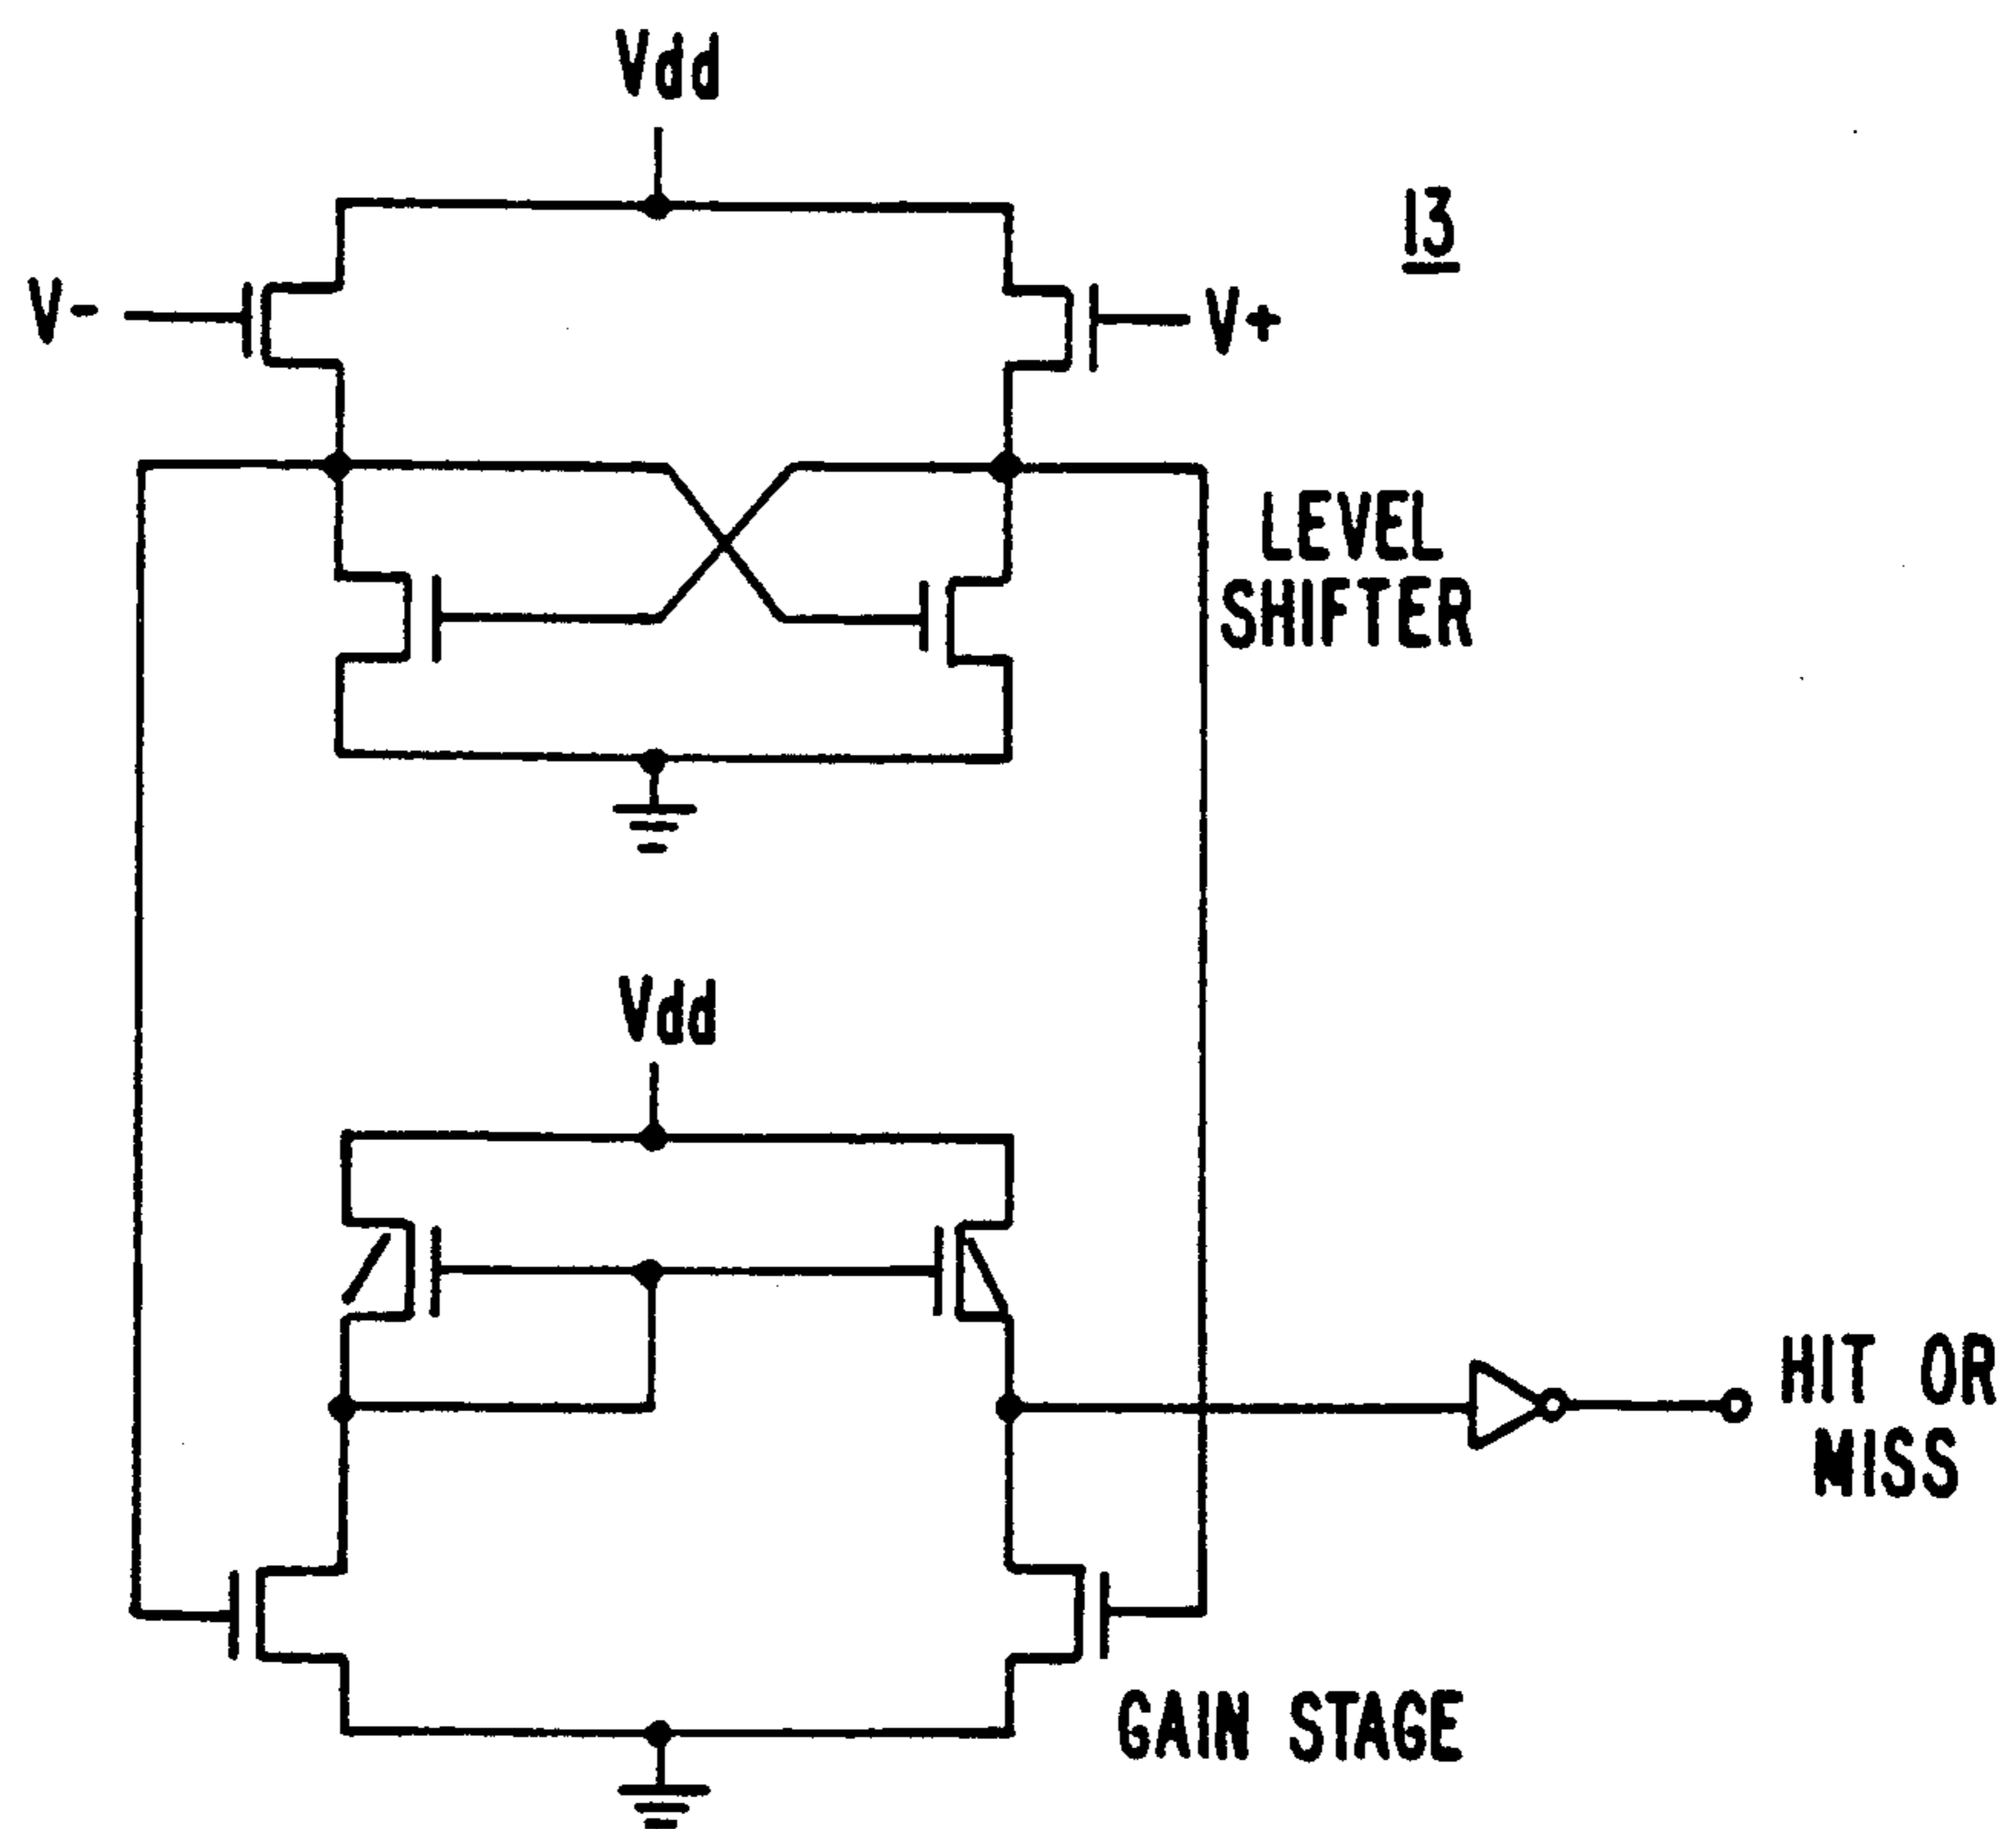 Vdd
13
V-
V+
LEVEL
SHIFTER
Vdd
HIT OR
MISS
GAIN STAGE